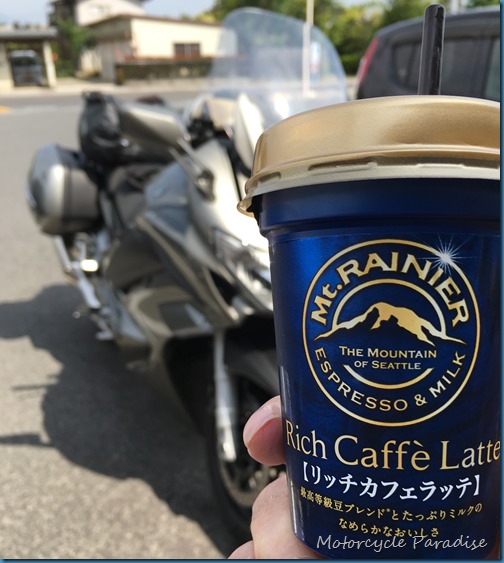 Mt. RAINIER
THE MOUNTAIN
OF SEATTLE
ESPRESSO & MILK
Rich Caffè Latte
【リッチカフェラッテ】
最高等級豆ブレンド*とたっぷりミルクの
なめらかなおいしさ
Motorcycle Paradise